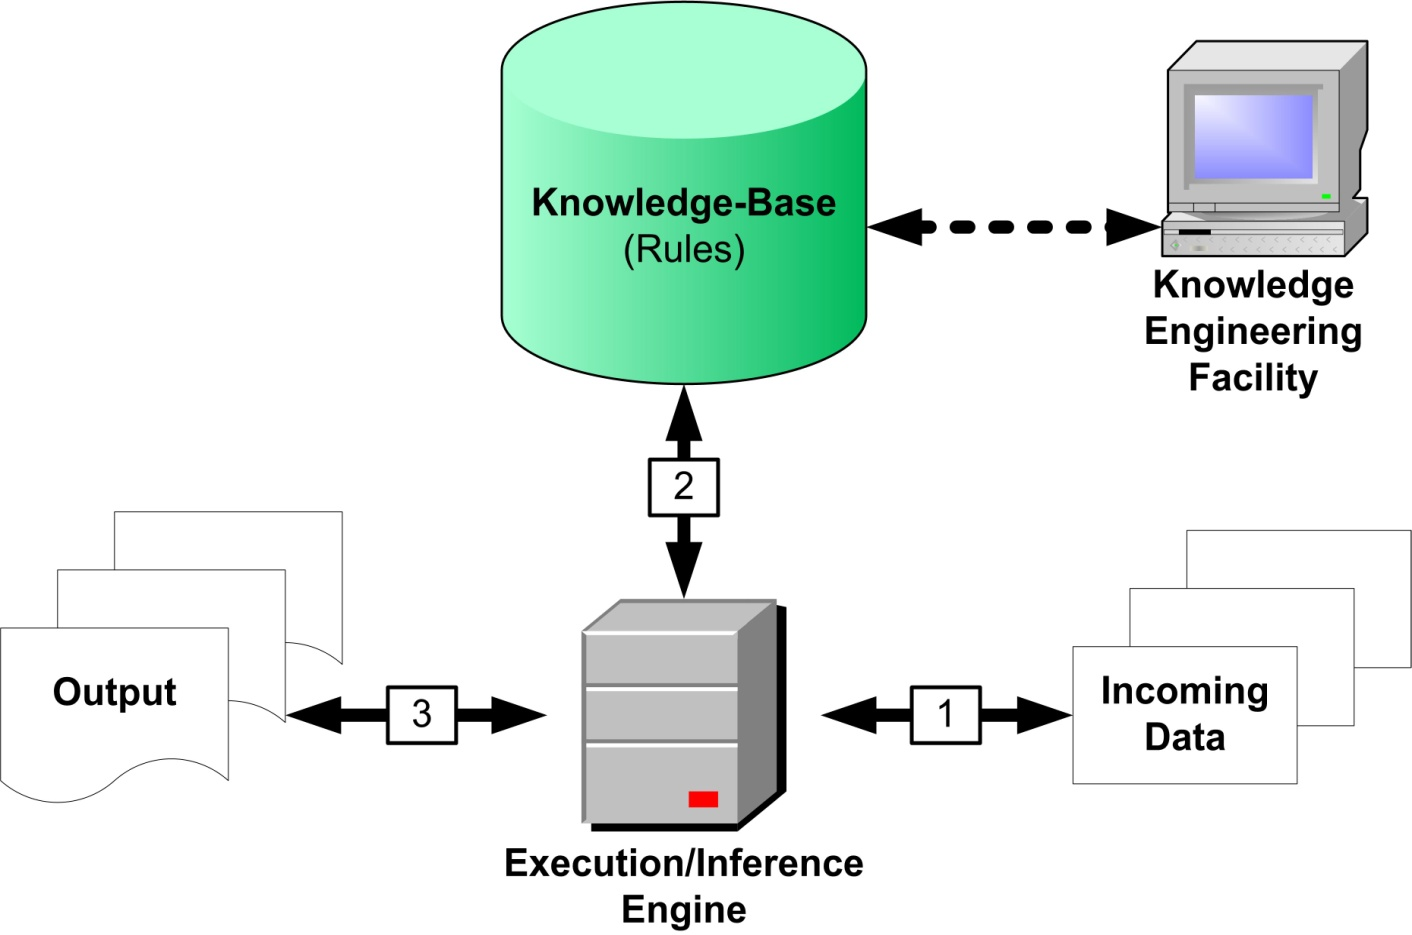 Knowledge-Base
(Rules)
Knowledge
Engineering
Facility
2
Output
3
1
Incoming
Data
Execution/Inference
Engine